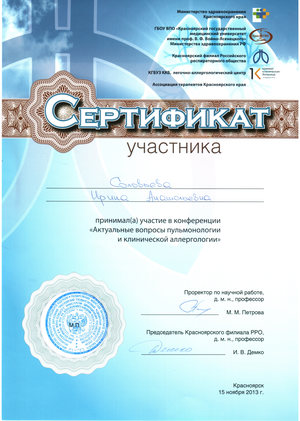 Министерство здравоохранения
Красноярского края
ГБОУ ВПО «Красноярский государственный
медицинский университет
имени проф. В. Ф. Войно-Ясенецкого»
Министерства здравоохранения РФ
Красноярский филиал Российского
респираторного общества
КГБУЗ ККБ, легочно-аллергологический центр
Ассоциация терапевтов Красноярского края
СЕРТИФИКАТ
участника
Соловьева
Ирина Анатольевна
принимал(а) участие в конференции
«Актуальные вопросы пульмонологии
и клинической аллергологии»
Проректор по научной работе,
д. м. н., профессор
М. М. Петрова
Председатель Красноярского филиала РРО,
д. м. н., профессор
И. В. Демко
М.П.
Красноярск
15 ноября 2013 г.